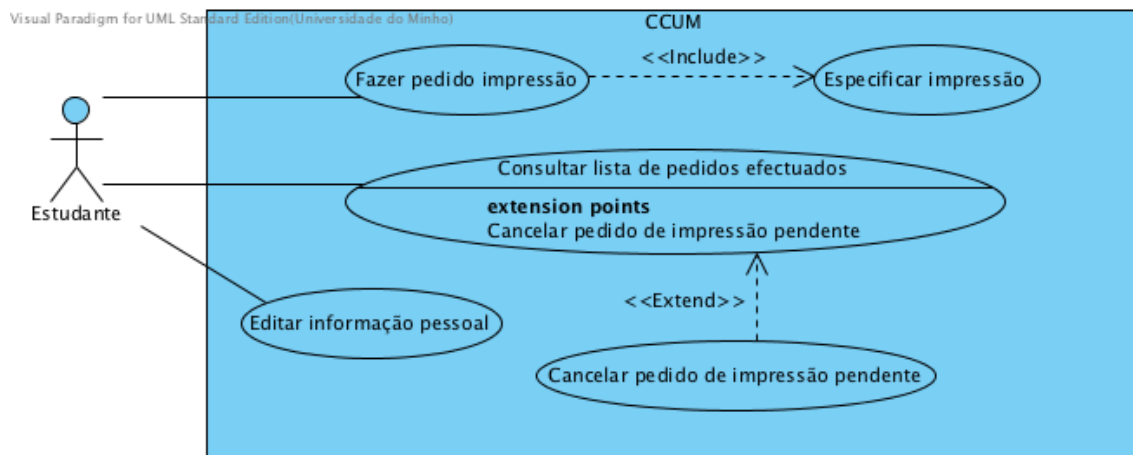 Visual Paradigm for UML Standard Edition(Universidade do Minho)
CCUM
<<Include>>
Fazer pedido impressão
Especificar impressão
Consultar lista de pedidos efectuados
Estudante
extension points
Cancelar pedido de impressão pendente
<<Extend>>
Editar informação pessoal
Cancelar pedido de impressão pendente